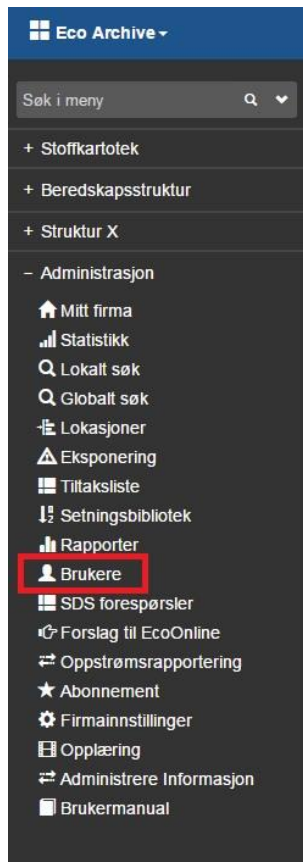 Eco Archive
Søk i meny
+ Stoffkartotek
+ Beredskapsstruktur
+ Struktur X
– Administrasjon
Mitt firma
Statistikk
Lokalt søk
Globalt søk
Lokasjoner
Eksponering
Tiltaksliste
Setningsbibliotek
Rapporter
Brukere
SDS forespørsler
Forslag til EcoOnline
Oppstrømsrapportering
Abonnement
Firmainnstillinger
Opplæring
Administrere Informasjon
Brukermanual